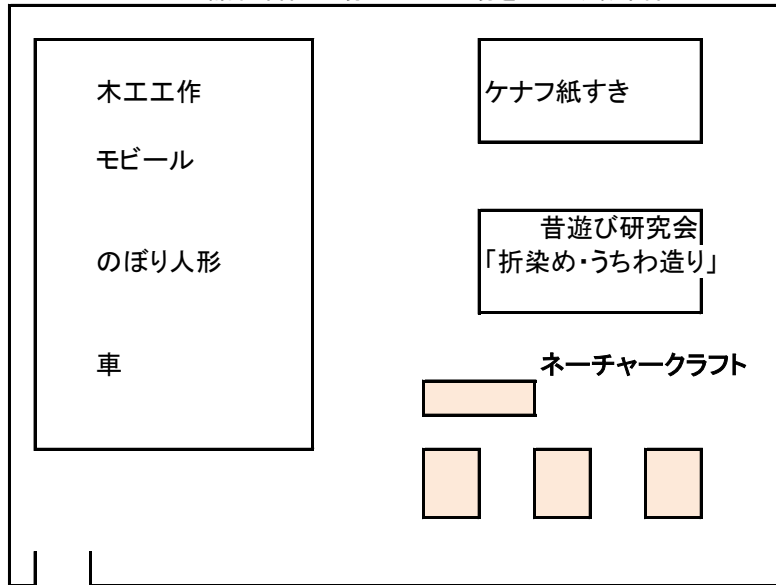 木工工作
モビール
のぼり人形
車
ケナフ紙すき
昔遊び研究会
「折染め・うちわ造り」
ネーチャークラフト